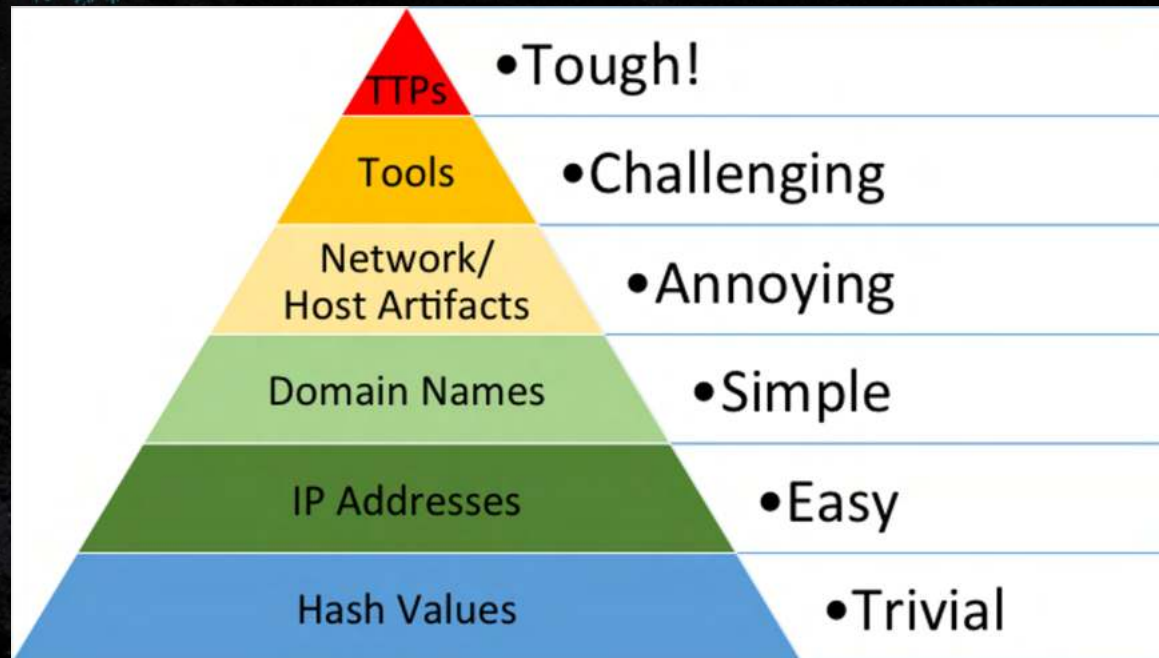 TTPs
•Tough!
Tools
•Challenging
Network/
Host Artifacts
•Annoying
Domain Names
•Simple
IP Addresses
•Easy
Hash Values
•Trivial